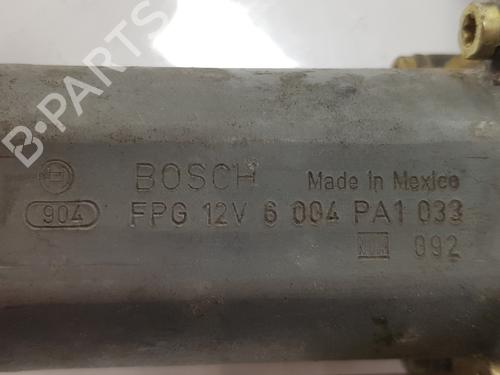 B-PARTS
BOSCH Made in Mexico
904 FPG 12V 6 004 PA1 033
092